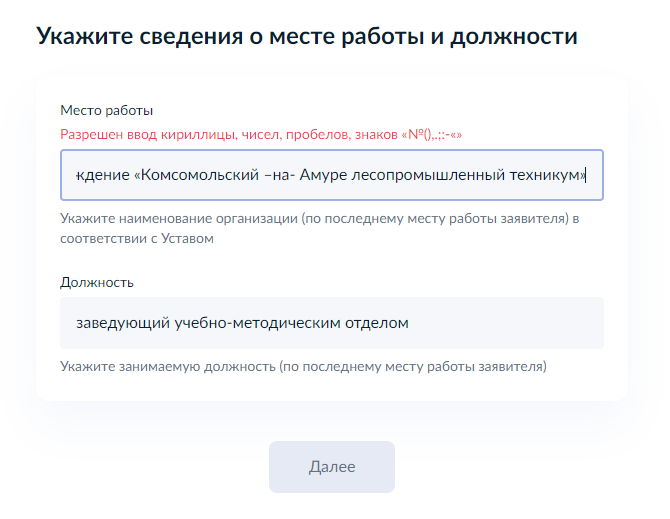 Укажите сведения о месте работы и должности
Место работы
Разрешен ввод кириллицы, чисел, пробелов, знаков «№(),.;:-«»
ждение «Комсомольский –на- Амуре лесопромышленный техникум»
Укажите наименование организации (по последнему месту работы заявителя) в
соответствии с Уставом
Должность
заведующий учебно-методическим отделом
Укажите занимаемую должность (по последнему месту работы заявителя)
Далее